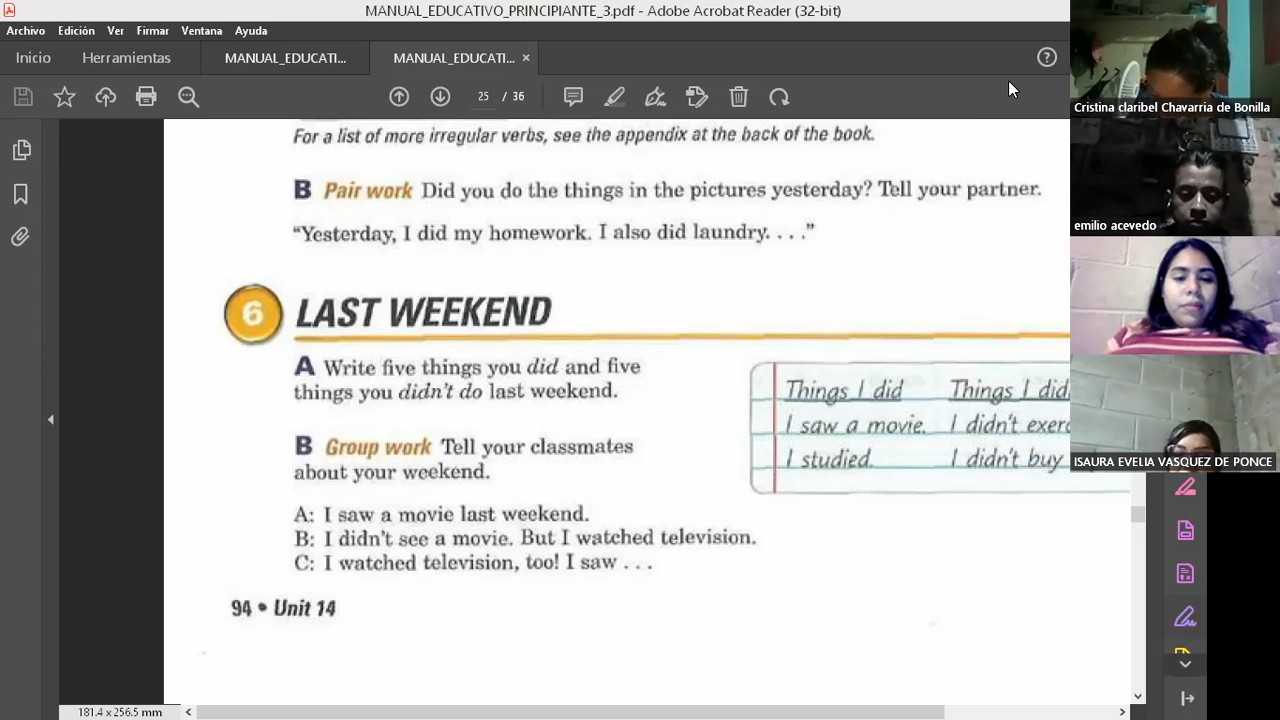 MANUAL_EDUCATIVO_PRINCIPIANTE_3.pdf - Adobe Acrobat Reader (32-bit)
Archivo Edición Ver Firmar Ventana Ayuda
Inicio Herramientas MANUAL_EDUCATI... MANUAL_EDUCATI... ×
25 / 36
For a list of more irregular verbs, see the appendix at the back of the book.
B Pair work Did you do the things in the pictures yesterday? Tell your partner.
"Yesterday, I did my homework. I also did laundry. . . ."
6 LAST WEEKEND
A Write five things you did and five
things you didn't do last weekend.
B Group work Tell your classmates
about your weekend.
A: I saw a movie last weekend.
B: I didn't see a movie. But I watched television.
C: I watched television, too! I saw . . .
94 • Unit 14
Things I did Things I did
I saw a movie. I didn't exer
I studied. I didn't buy
181.4 x 256.5 mm
Cristina claribel Chavarria de Bonilla
emilio acevedo
ISAURA EVELIA VASQUEZ DE PONCE